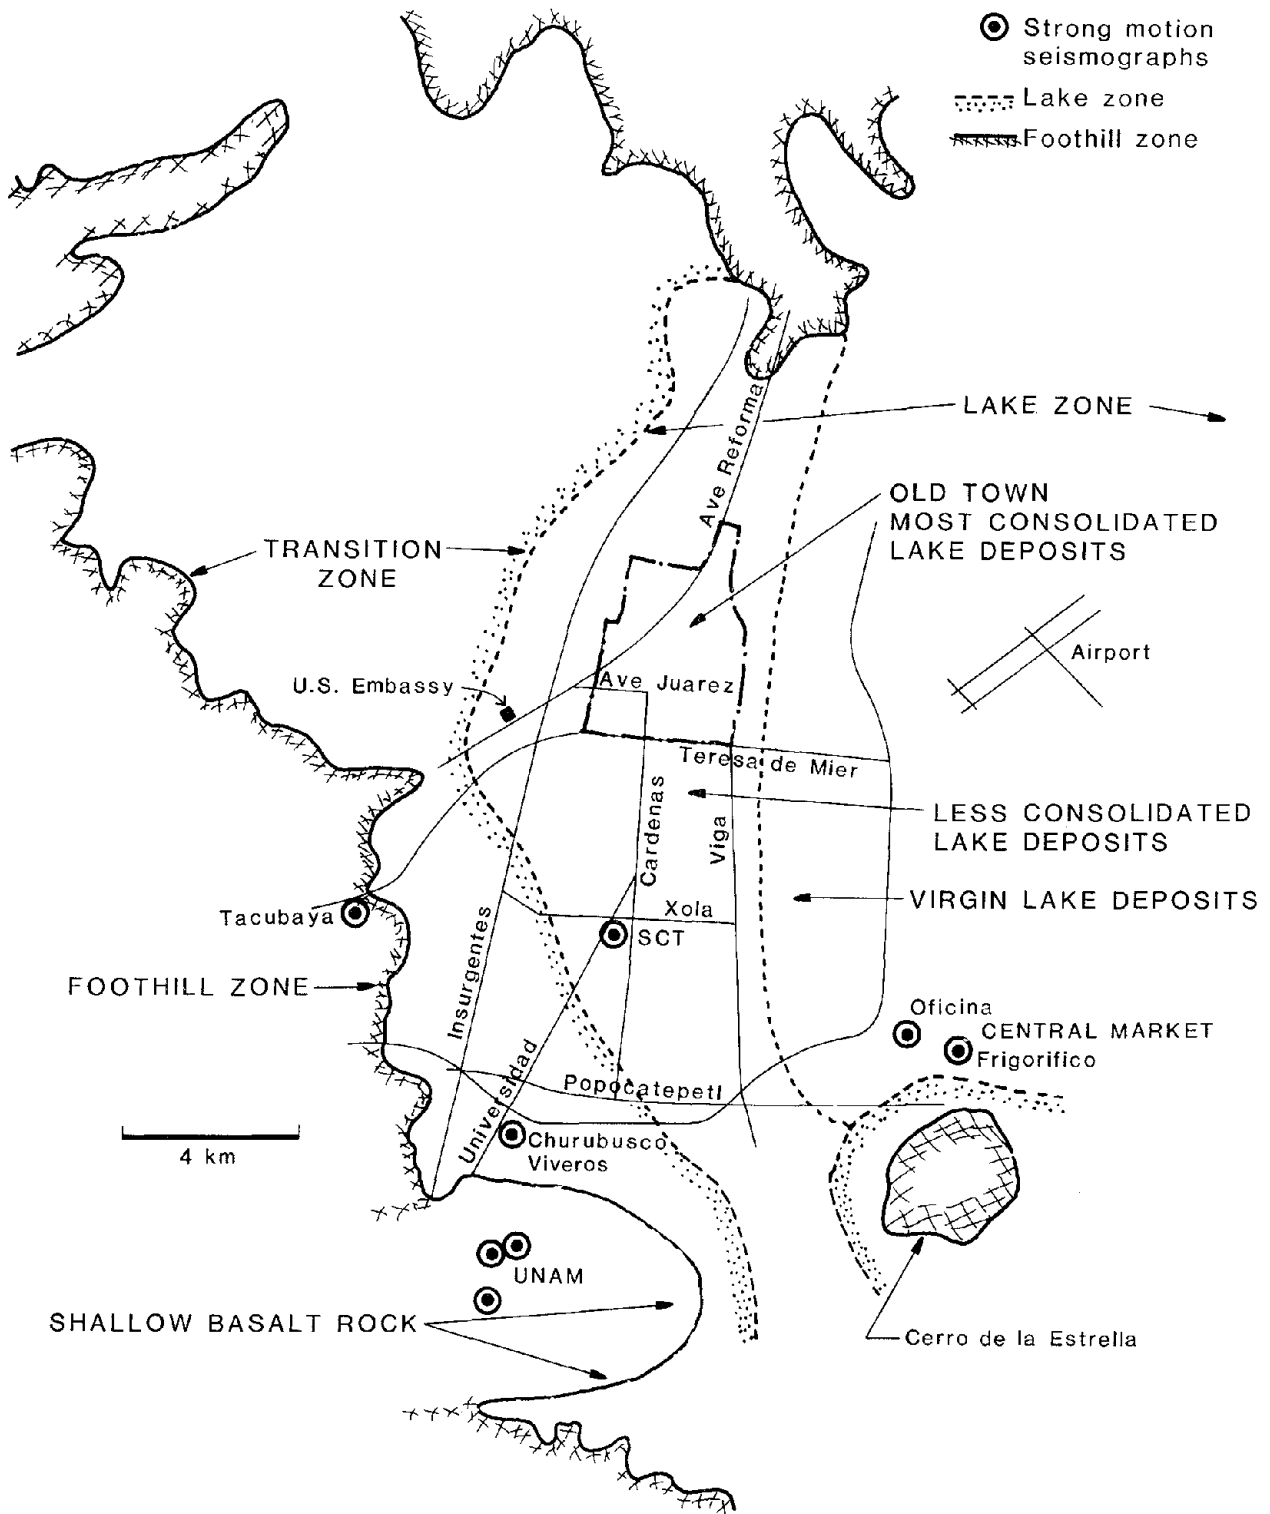 Strong motion
seismographs
Lake zone
Foothill zone
LAKE ZONE
Ave Reforma
OLD TOWN
MOST CONSOLIDATED
LAKE DEPOSITS
TRANSITION
ZONE
Airport
U.S. Embassy
Ave Juarez
Teresa de Mier
Cardenas
Viga
LESS CONSOLIDATED
LAKE DEPOSITS
VIRGIN LAKE DEPOSITS
Tacubaya
Xola
SCT
Insurgentes
FOOTHILL ZONE
Oficina
CENTRAL MARKET
Frigorifico
Universidad
Popocatepetl
4 km
Churubusco
Viveros
UNAM
SHALLOW BASALT ROCK
Cerro de la Estrella